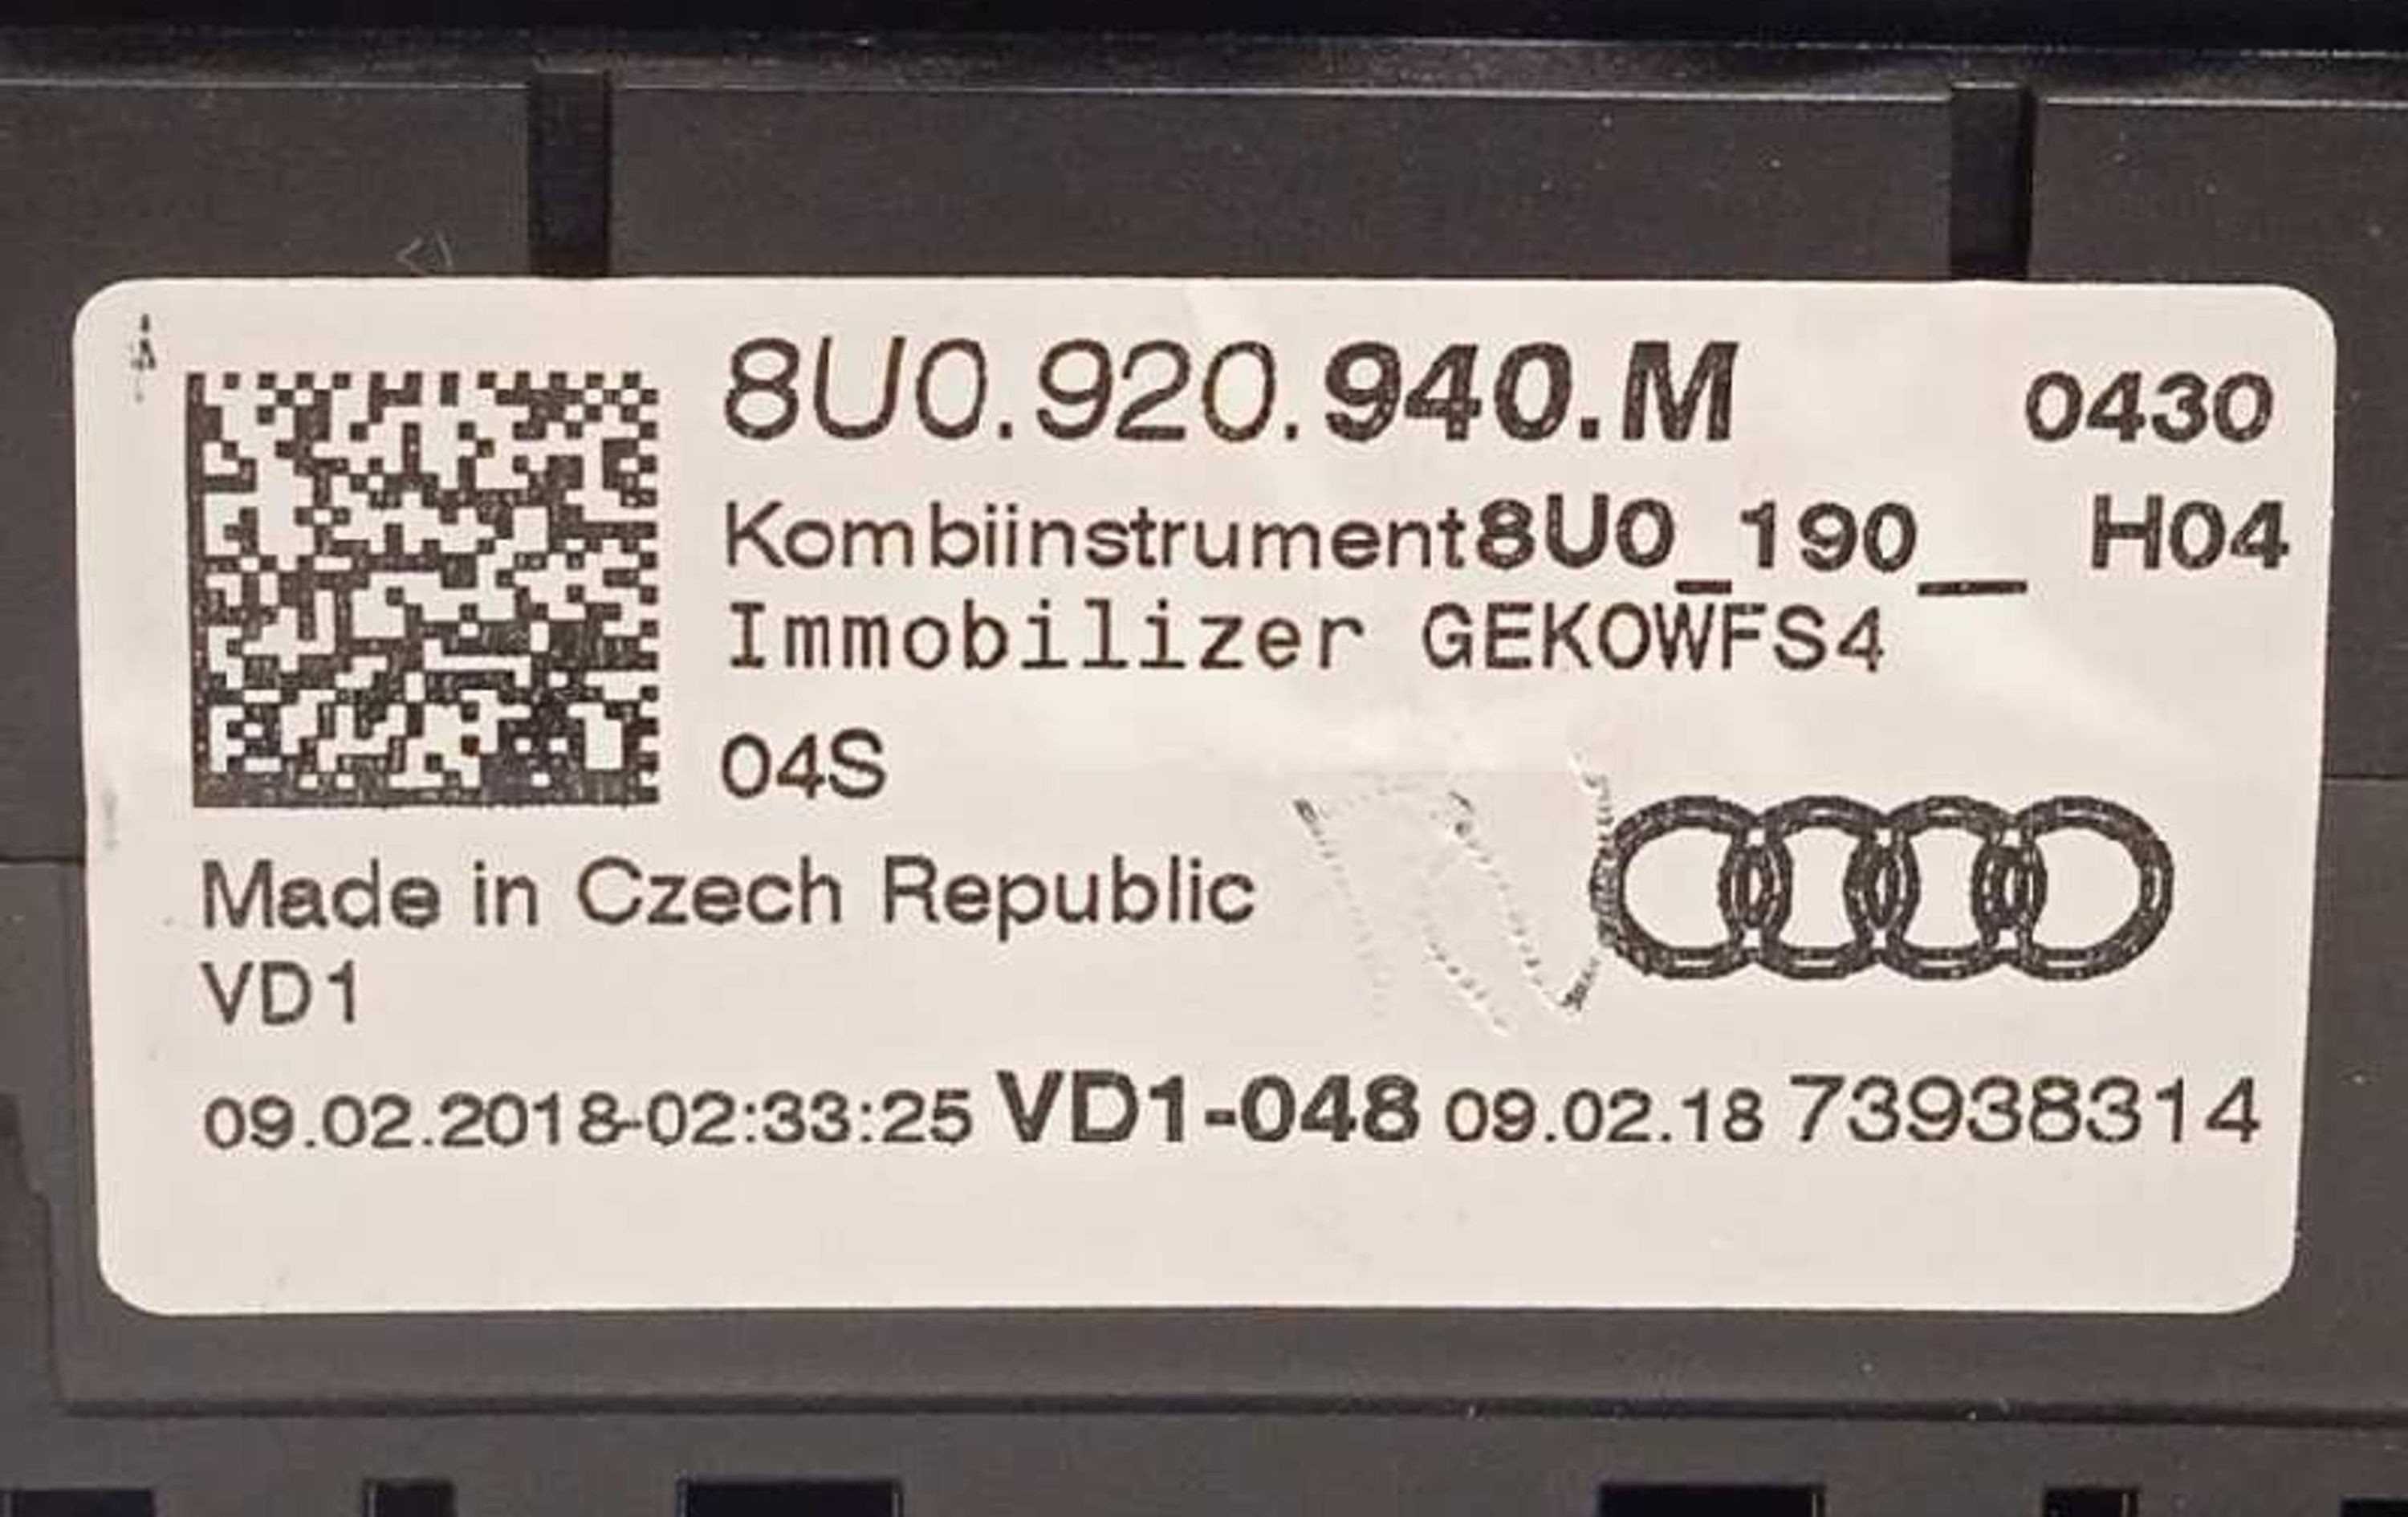 8U0.920.940.M 0430
Kombiinstrument8U0_190__ H04
Immobilizer GEKOWFS4
04S
Made in Czech Republic
VD1
09.02.2018-02:33:25 VD1-048 09.02.18 73938314